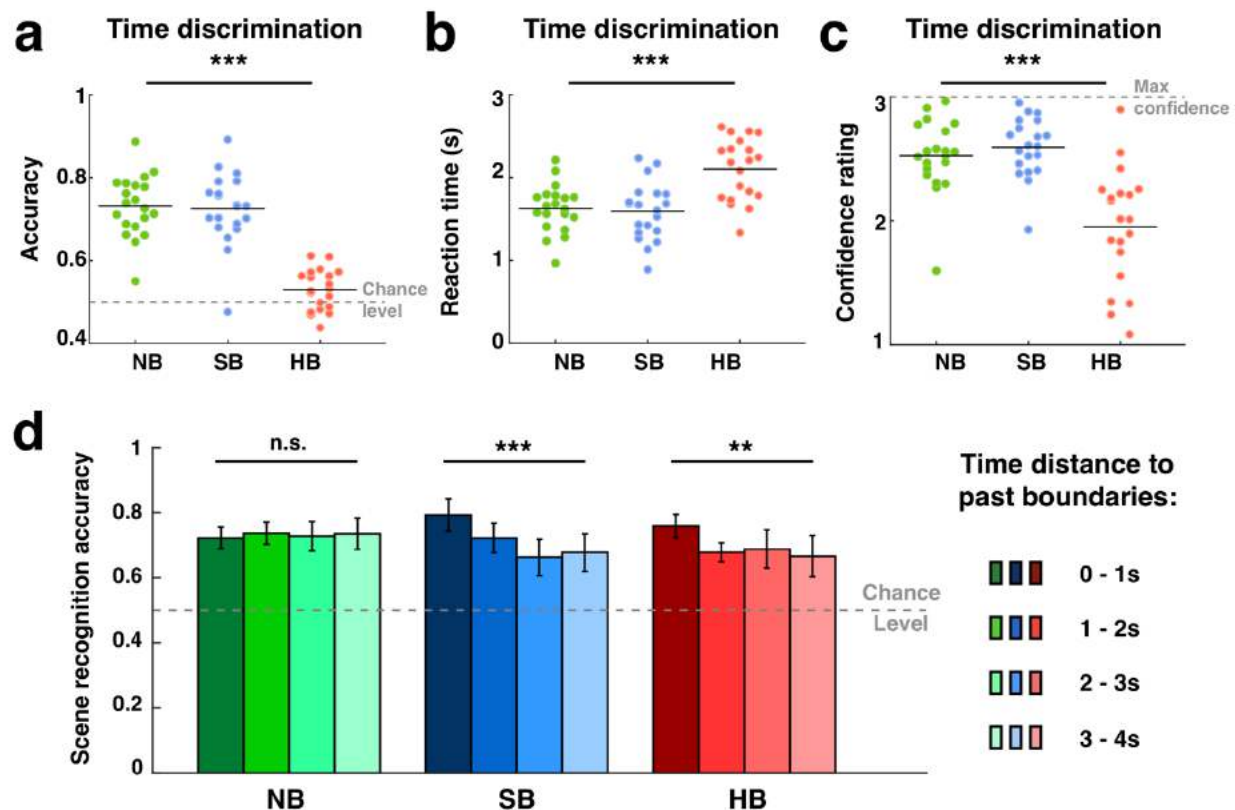 a
Time discrimination
***
Accuracy
1
0.8
0.6
0.4
Chance
level
NB SB HB
b
Time discrimination
***
Reaction time (s)
3
2
1
0
NB SB HB
c
Time discrimination
***
Max
confidence
Confidence rating
3
2
1
NB SB HB
d
Scene recognition accuracy
1
0.8
0.6
0.4
0.2
0
n.s. *** **
Chance
Level
NB SB HB
Time distance to
past boundaries:
0 - 1s
1 - 2s
2 - 3s
3 - 4s